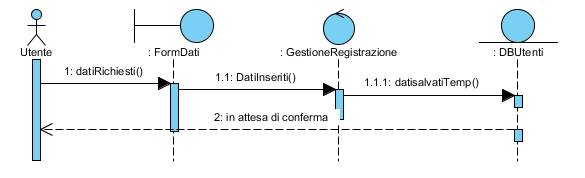 Utente
: FormDati
: GestioneRegistrazione
: DBUtenti
1: datiRichiesti()
1.1: DatiInseriti()
1.1.1: datisalvatiTemp()
2: in attesa di conferma